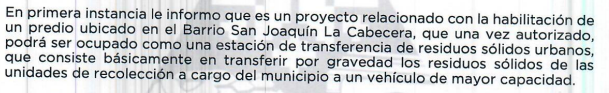 En primera instancia le informo que es un proyecto relacionado con la habilitación de
un predio ubicado en el Barrio San Joaquín La Cabecera, que una vez autorizado,
podrá ser ocupado como una estación de transferencia de residuos sólidos urbanos,
que consiste básicamente en transferir por gravedad los residuos sólidos de las
unidades de recolección a cargo del municipio a un vehículo de mayor capacidad.